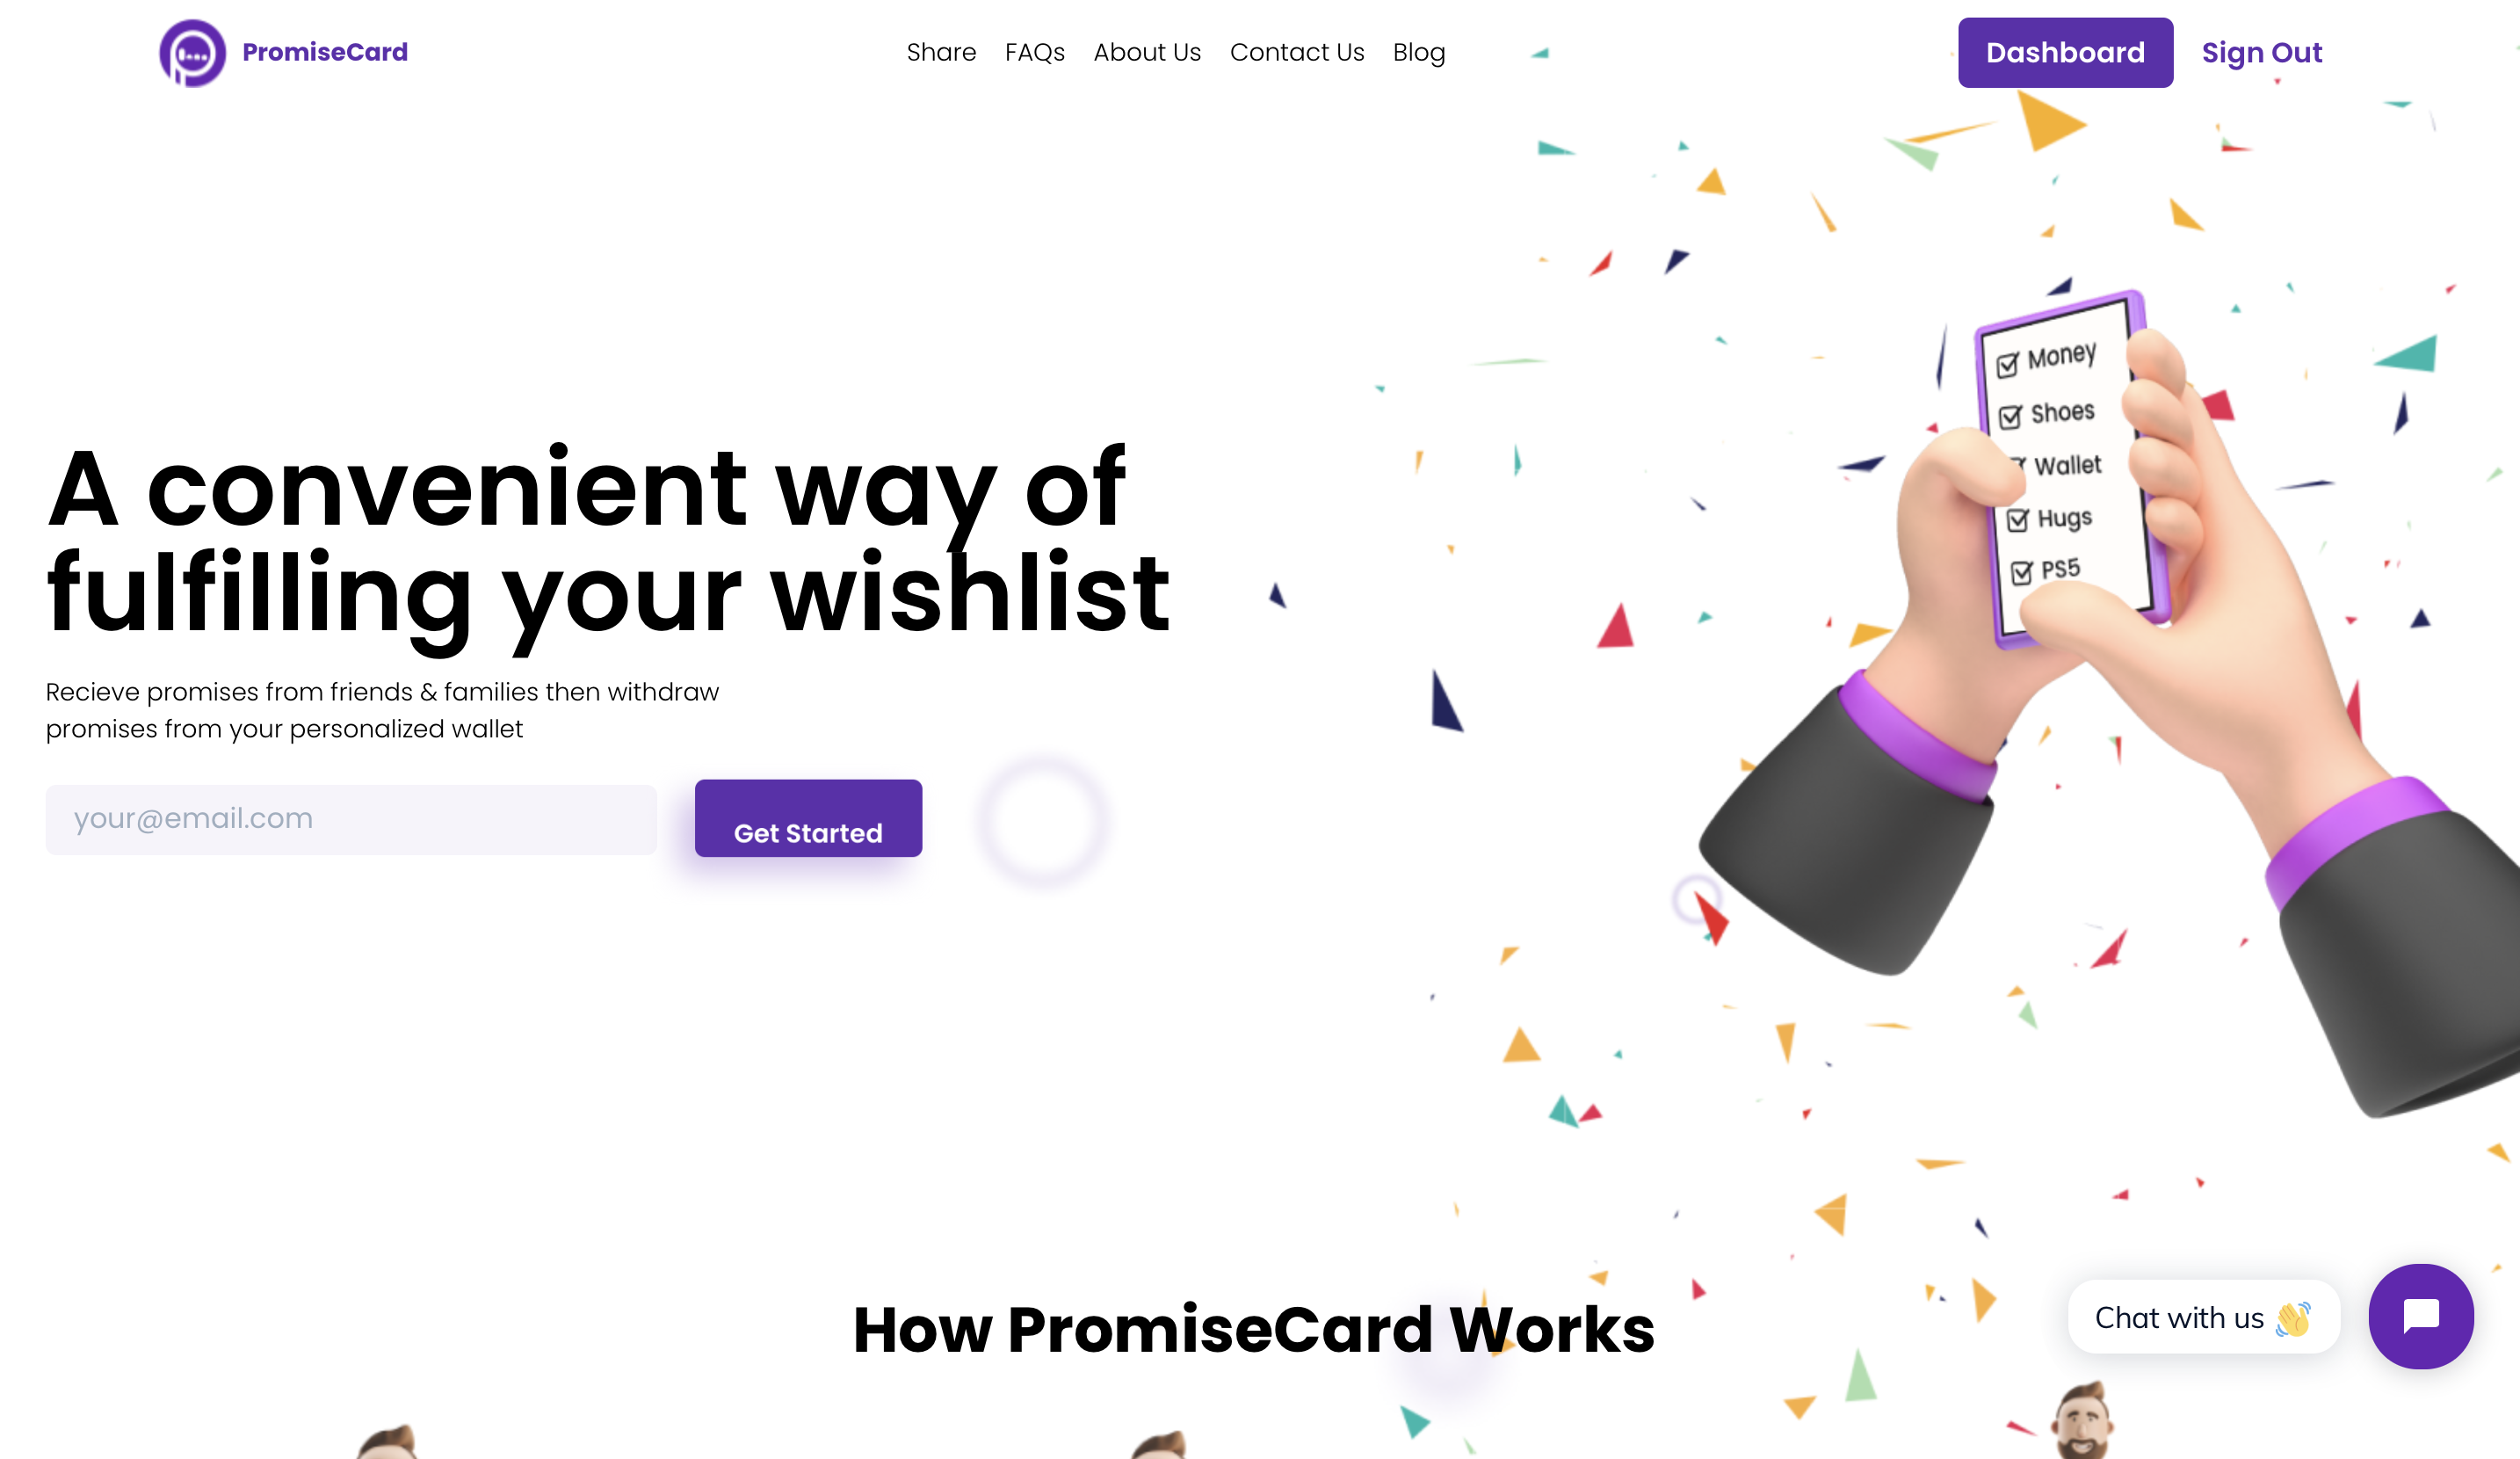 PromiseCard
Share FAQs About Us Contact Us Blog
Dashboard Sign Out
A convenient way of
fulfilling your wishlist
Recieve promises from friends & families then withdraw
promises from your personalized wallet
your@email.com
Get Started
Money
Shoes
Wallet
Hugs
PS5
How PromiseCard Works
Chat with us 👋